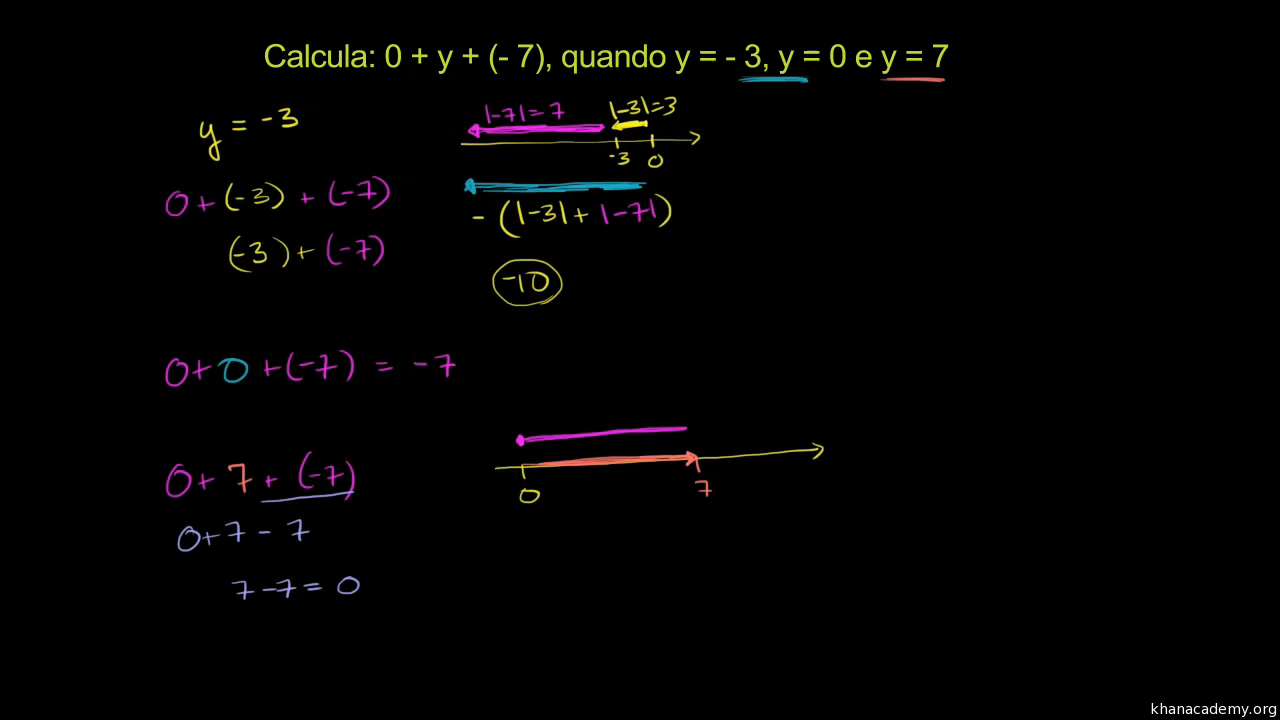 Calcula: 0 + y + (- 7), quando y = - 3, y = 0 e y = 7
y = -3
|-7|=7 |-3|=3
-3 0
0 + (-3) + (-7)
- (|-3| + |-7|)
(-3) + (-7)
-10
0 + 0 + (-7) = -7
0 + 7 + (-7)
0 7
0 + 7 - 7
7 - 7 = 0
khanacademy.org